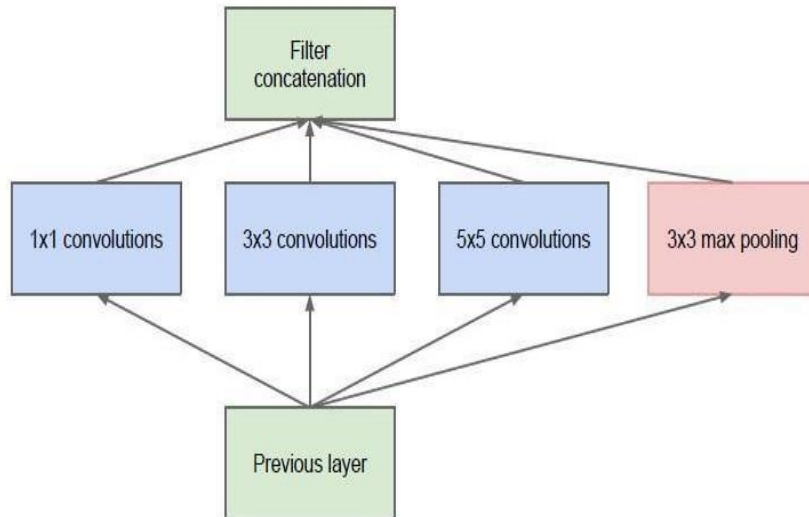 Filter
concatenation
1x1 convolutions
3x3 convolutions
5x5 convolutions
3x3 max pooling
Previous layer